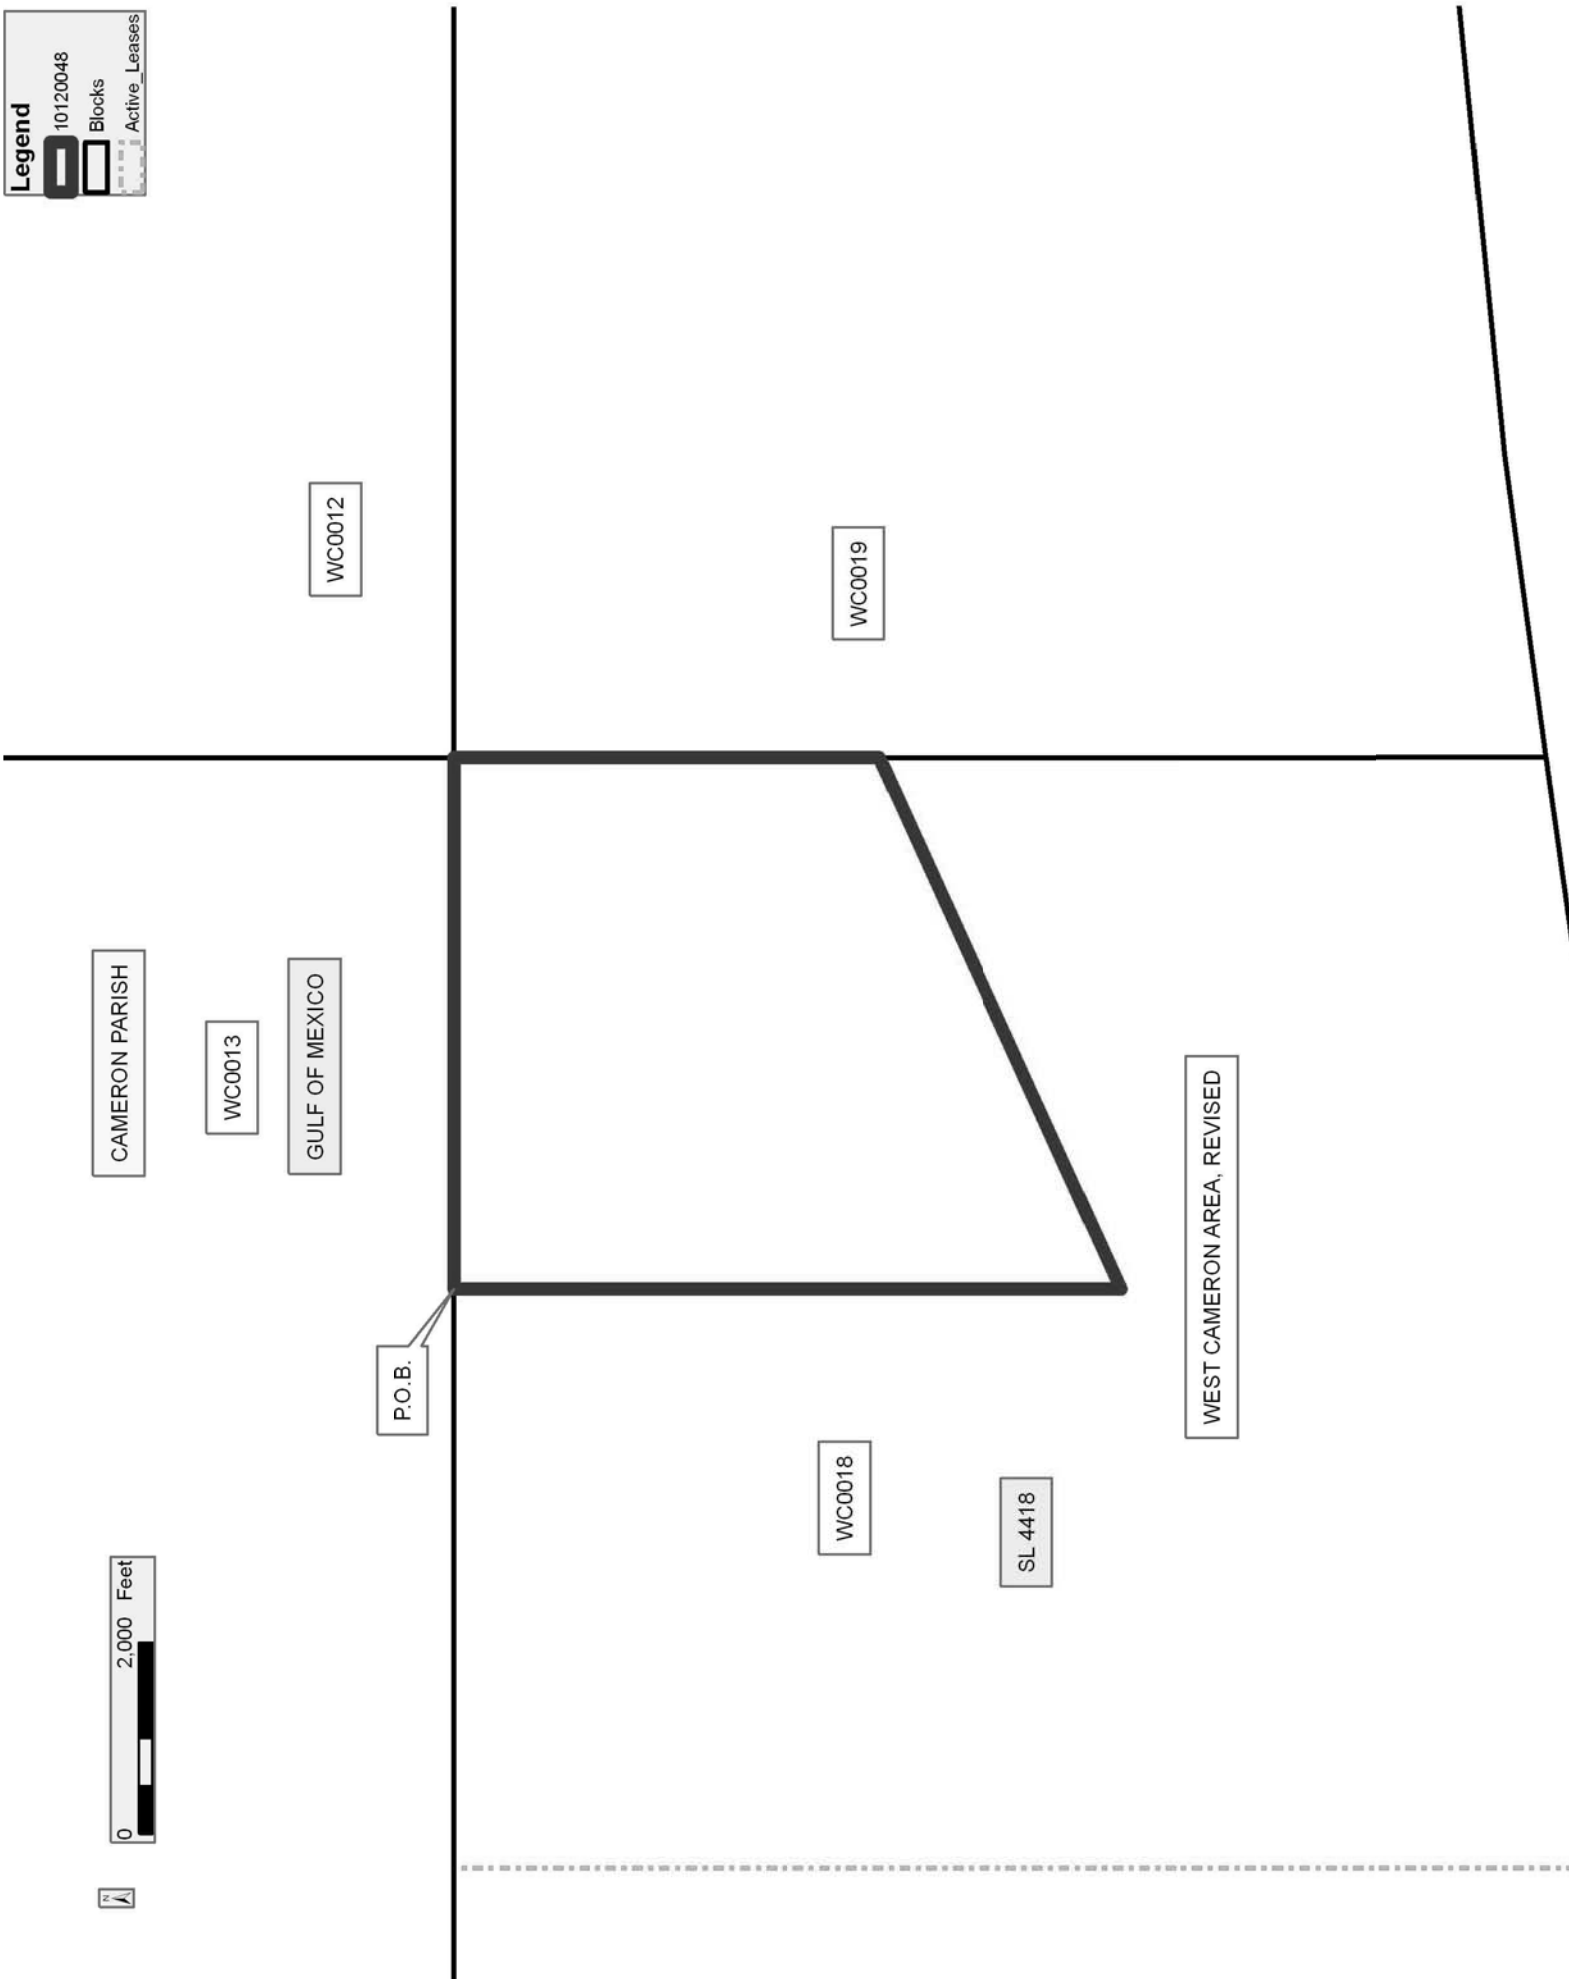 Legend
10120048
Blocks
Active_Leases
N
0 2,000 Feet
CAMERON PARISH
WC0013
GULF OF MEXICO
WC0012
P.O.B.
WC0018
WC0019
SL 4418
WEST CAMERON AREA, REVISED